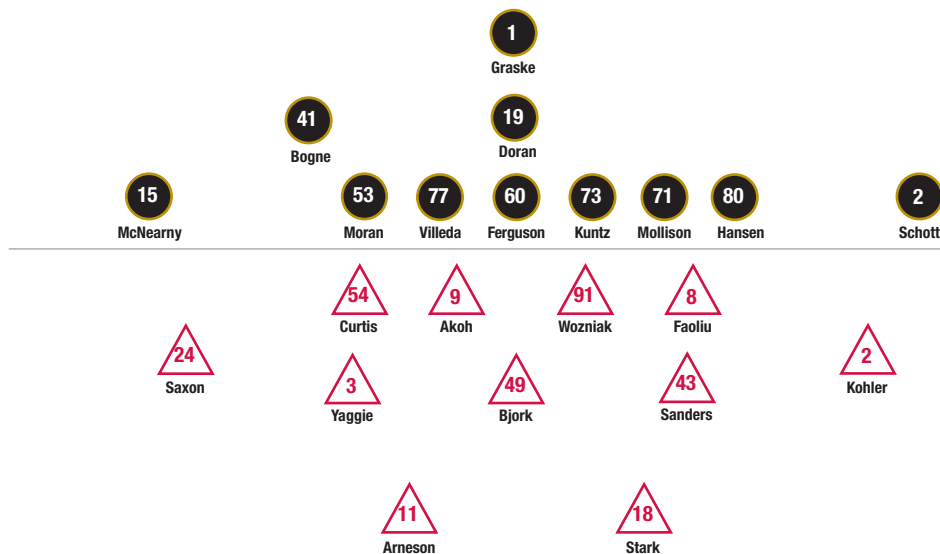 1
Graske
41
19
Bogne
Doran
15
53
77
60
73
71
80
2
McNearny
Moran
Villeda
Ferguson
Kuntz
Mollison
Hansen
Schott
54
9
91
8
Curtis
Akoh
Wozniak
Faoliu
24
2
Saxon
Kohler
3
49
43
Yaggie
Bjork
Sanders
11
18
Arneson
Stark